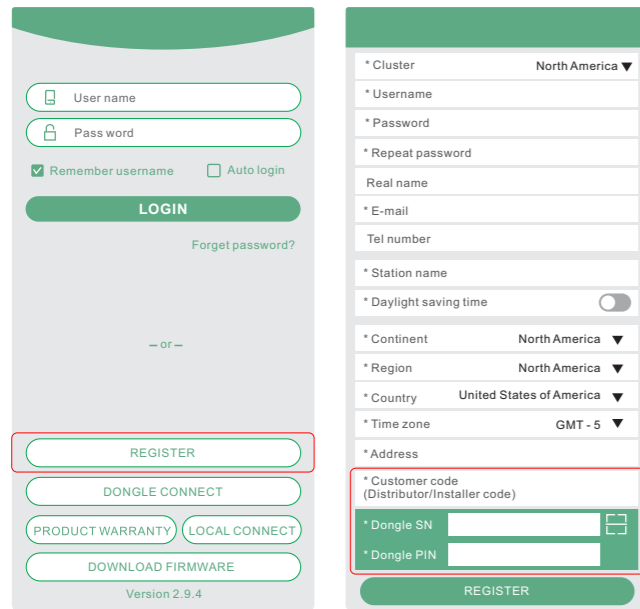 User name
Pass word
Remember username
Auto login
LOGIN
Forget password?
– or –
REGISTER
DONGLE CONNECT
PRODUCT WARRANTY
LOCAL CONNECT
DOWNLOAD FIRMWARE
Version 2.9.4
* Cluster North America ▼
* Username
* Password
* Repeat password
Real name
* E-mail
Tel number
* Station name
* Daylight saving time
* Continent North America ▼
* Region North America ▼
* Country United States of America ▼
* Time zone GMT - 5 ▼
* Address
* Customer code
(Distributor/Installer code)
* Dongle SN
* Dongle PIN
REGISTER